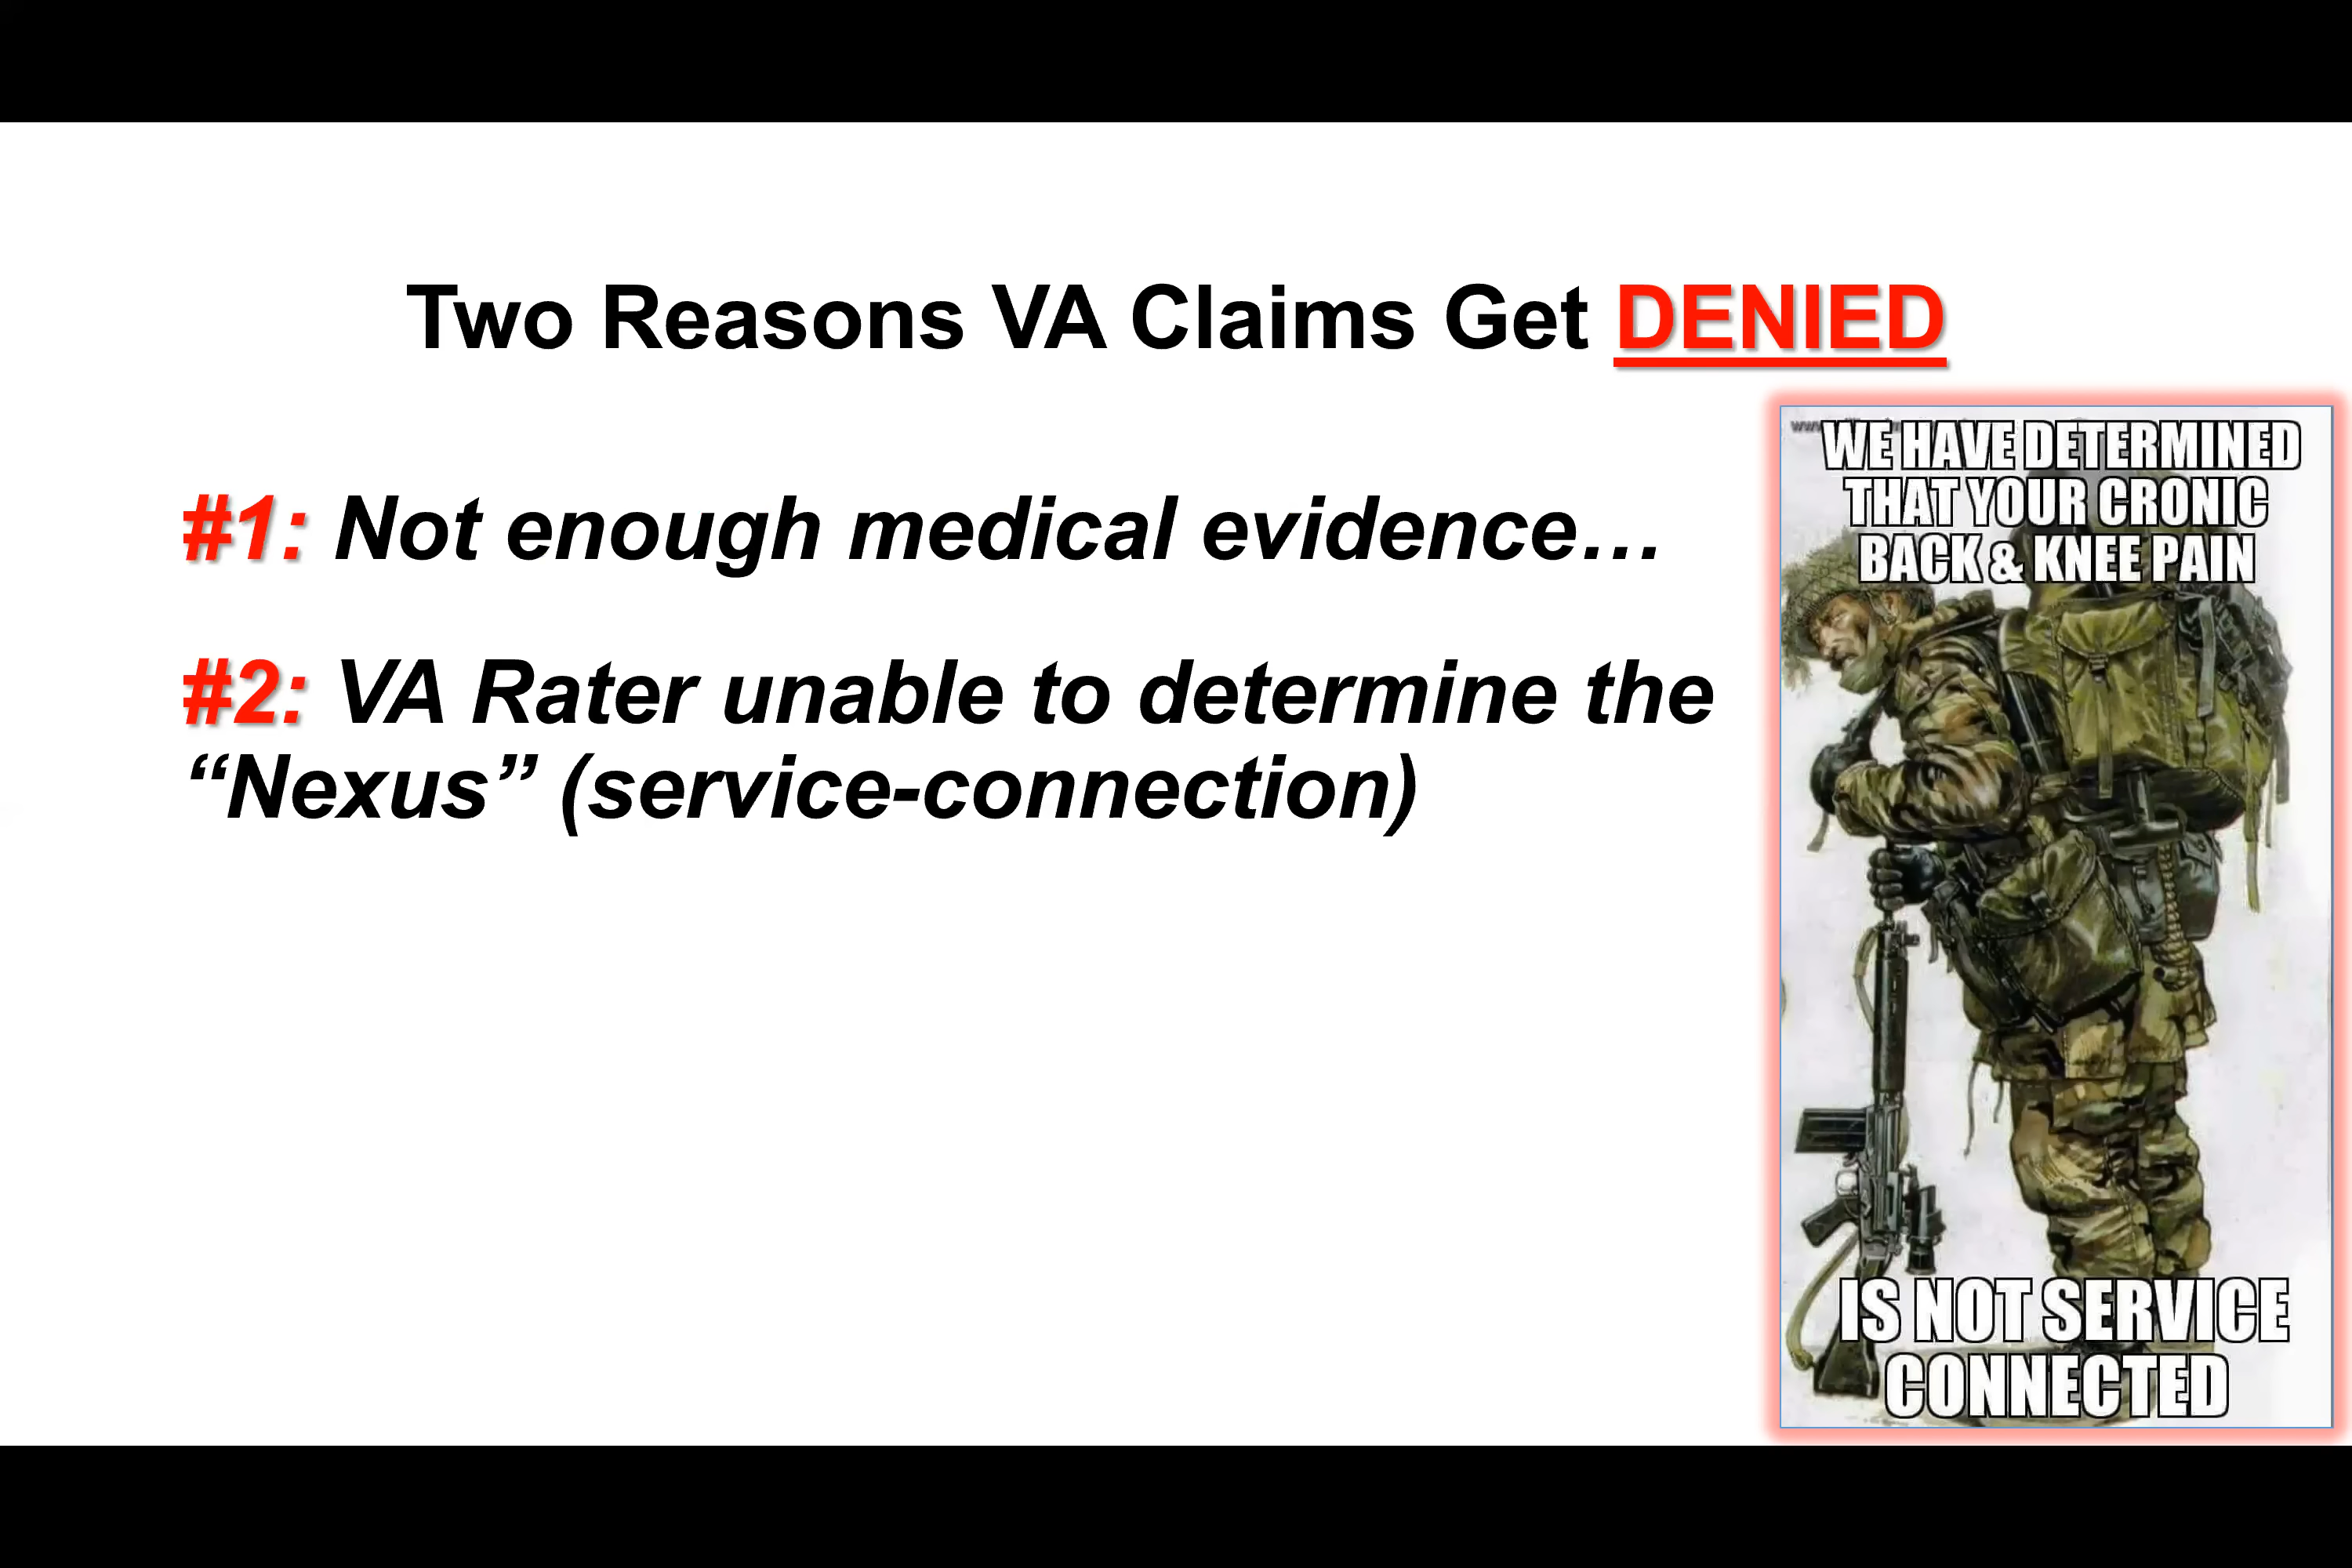 Two Reasons VA Claims Get DENIED
#1: Not enough medical evidence…
#2: VA Rater unable to determine the
“Nexus” (service-connection)
WE HAVE DETERMINED
THAT YOUR CRONIC
BACK & KNEE PAIN
IS NOT SERVICE
CONNECTED